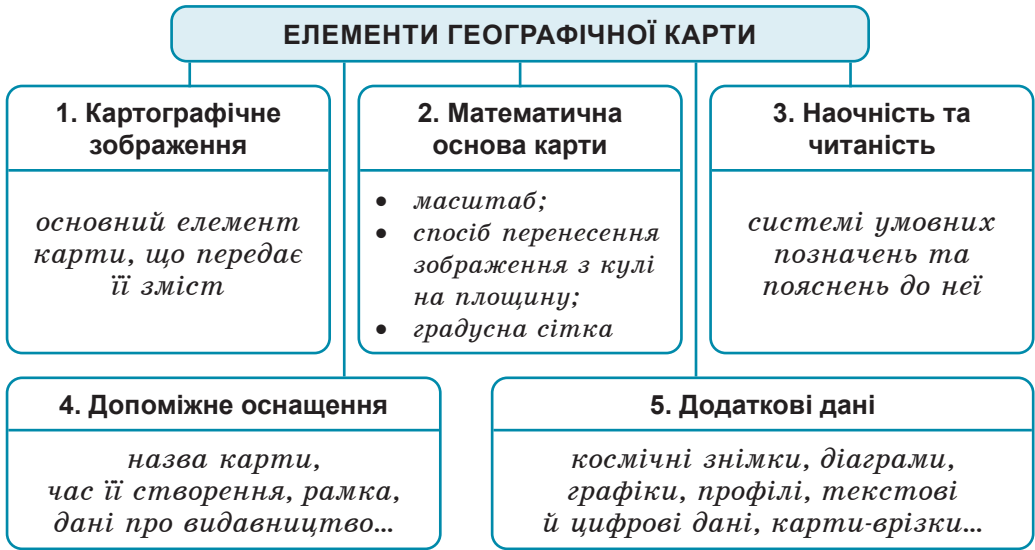 ЕЛЕМЕНТИ ГЕОГРАФІЧНОЇ КАРТИ
1. Картографічне
зображення
основний елемент
карти, що передає
її зміст
2. Математична
основа карти
• масштаб;
• спосіб перенесення
зображення з кулі
на площину;
• градусна сітка
3. Наочність та
читаність
системі умовних
позначень та
пояснень до неї
4. Допоміжне оснащення
назва карти,
час її створення, рамка,
дані про видавництво...
5. Додаткові дані
космічні знімки, діаграми,
графіки, профілі, текстові
й цифрові дані, карти-врізки...